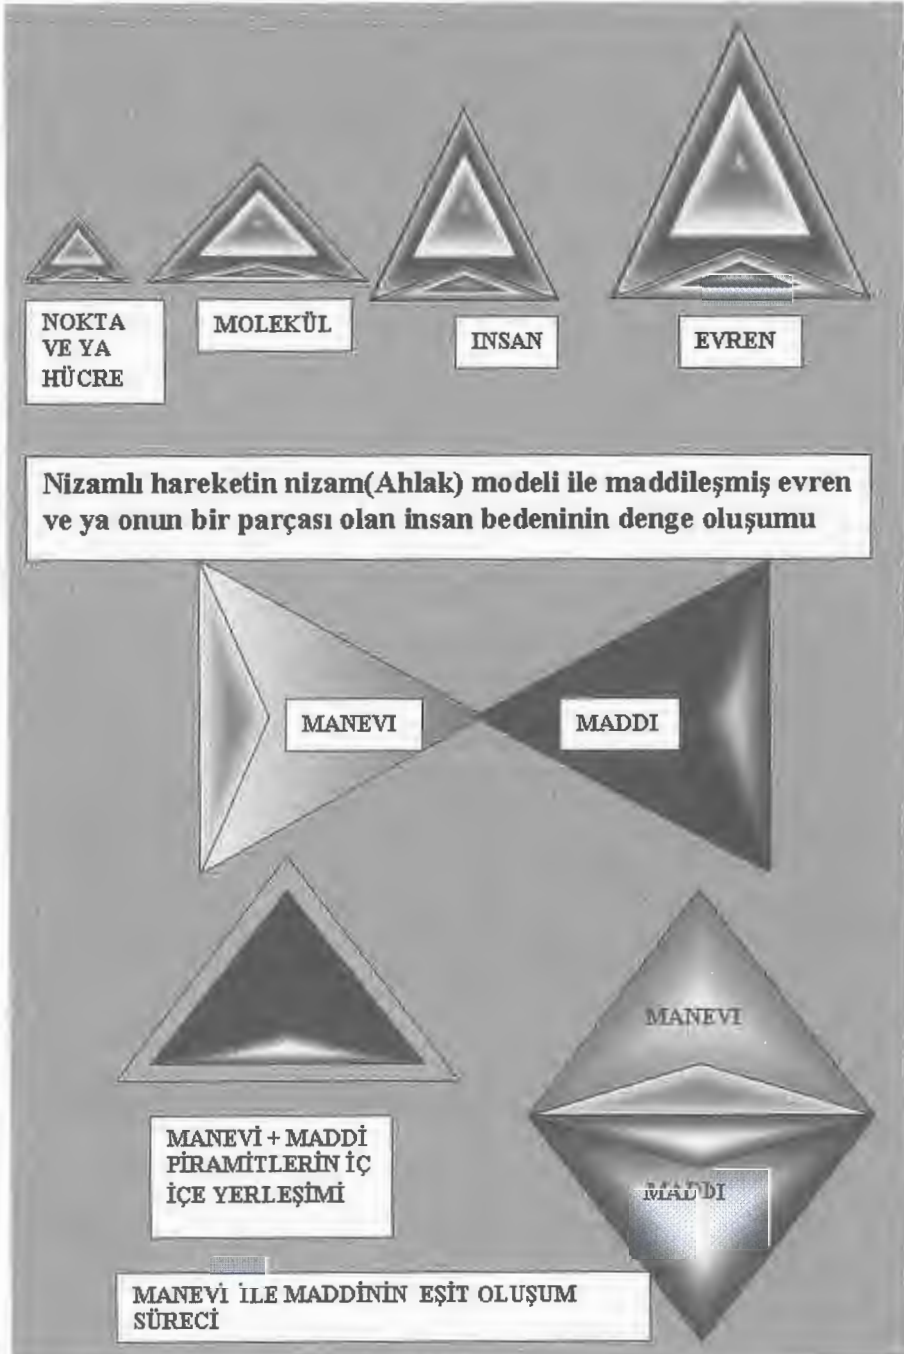 NOKTA
VE YA
HÜCRE
MOLEKÜL
INSAN
EVREN
Nizamlı hareketin nizam(Ahlak) modeli ile maddileşmiş evren
ve ya onun bir parçası olan insan bedeninin denge oluşumu
MANEVI
MADDI
MANEVI
MADDI
MANEVİ + MADDİ
PİRAMİTLERİN İÇ
İÇE YERLEŞİMİ
MANEVİ İLE MADDİNİN EŞİT OLUŞUM
SÜRECİ